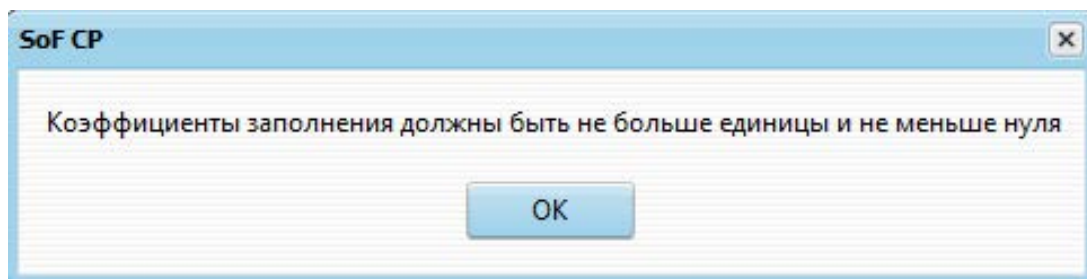 SoF CP
Коэффициенты заполнения должны быть не больше единицы и не меньше нуля
OK